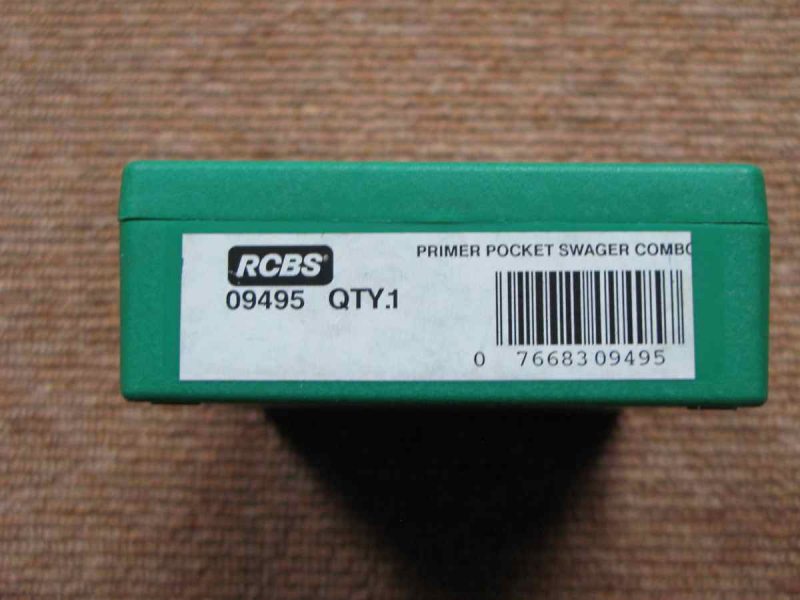 RCBS
PRIMER POCKET SWAGER COMBO
09495 QTY.1
0 76683 09495